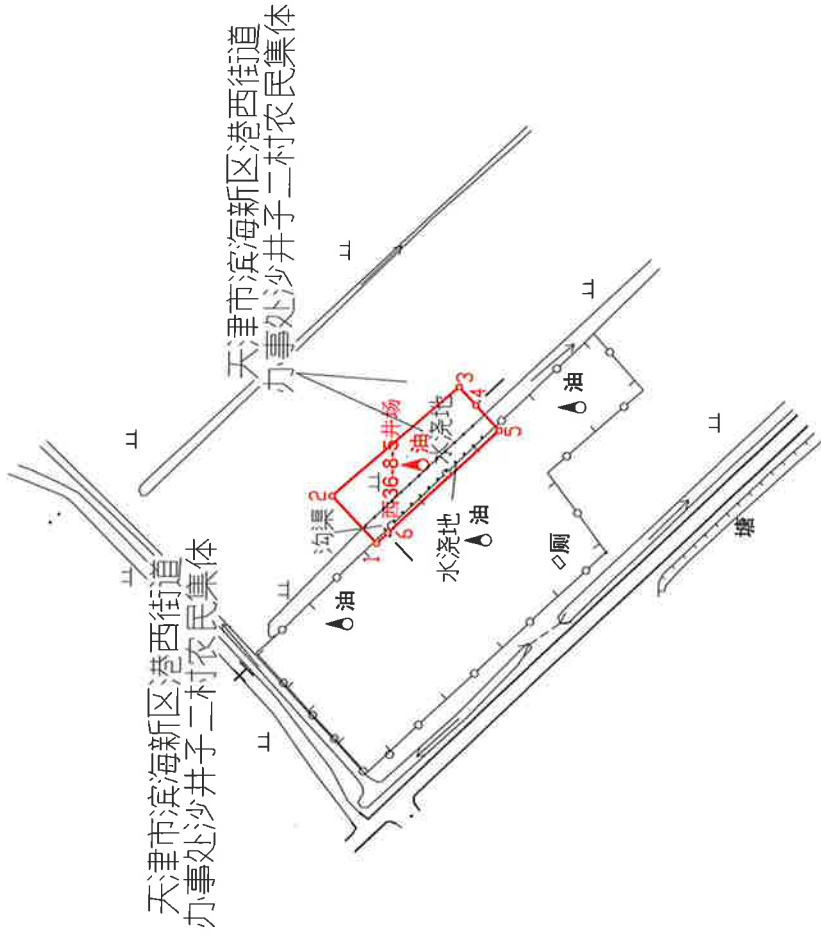 天津市滨海新区港西街道
办事处沙井子二村农民集体
2
沟渠
西36-8-5井场
油
水浇地
3
4
5
1
6
水浇地
油
油
油
厕
塘
天津市滨海新区港西街道
办事处沙井子二村农民集体